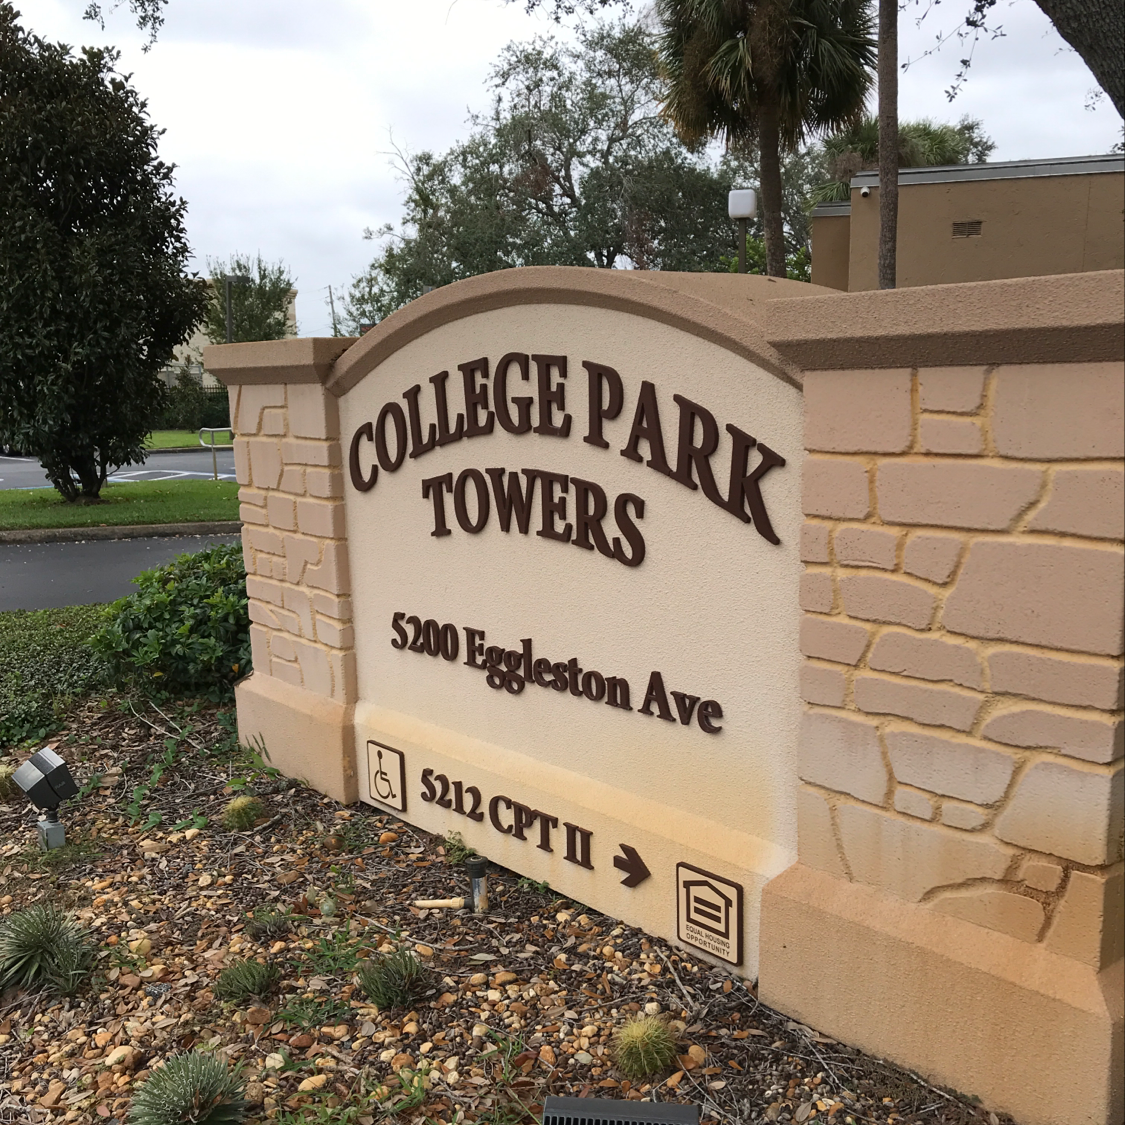 COLLEGE PARK
TOWERS
5200 Eggleston Ave
5212 CPT II
EQUAL HOUSING
OPPORTUNITY